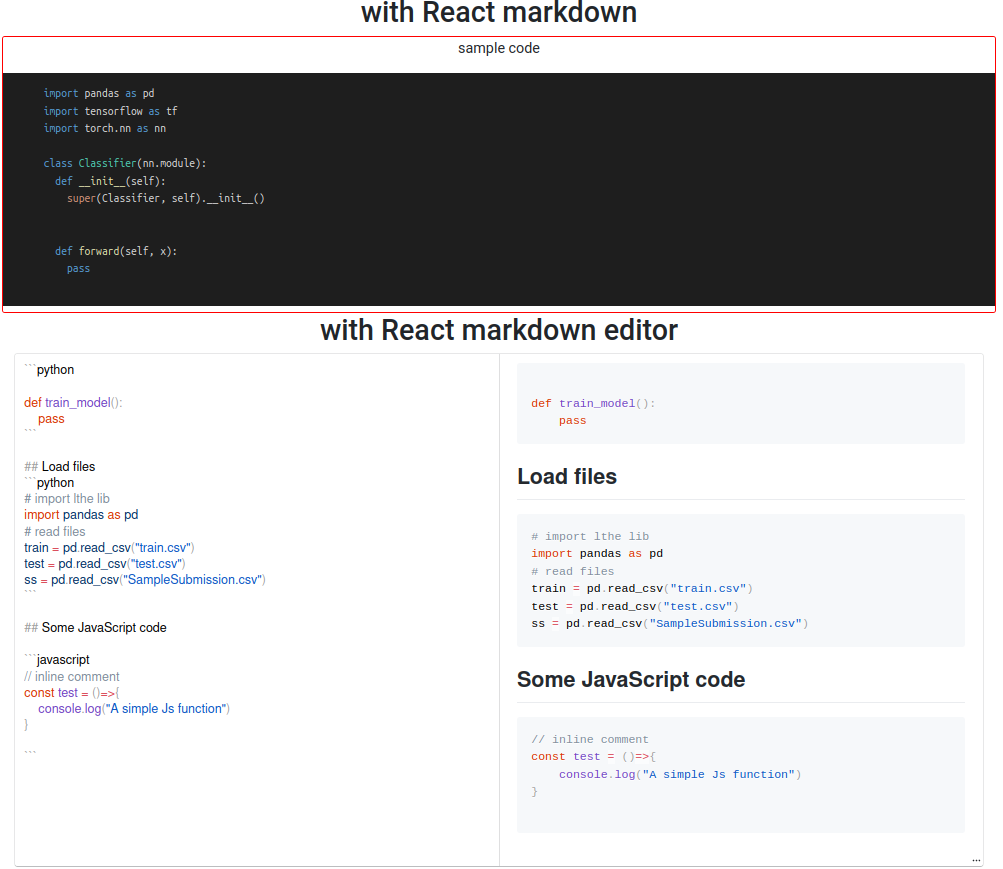 with React markdown
sample code
import pandas as pd
import tensorflow as tf
import torch.nn as nn
class Classifier(nn.module):
def __init__(self):
super(Classifier, self).__init__()
def forward(self, x):
pass
with React markdown editor
```python
def train_model():
pass
```
## Load files
```python
# import lthe lib
import pandas as pd
# read files
train = pd.read_csv("train.csv")
test = pd.read_csv("test.csv")
ss = pd.read_csv("SampleSubmission.csv")
```
## Some JavaScript code
```javascript
// inline comment
const test = ()=>{
console.log("A simple Js function")
}
```
def train_model():
pass
Load files
# import lthe lib
import pandas as pd
# read files
train = pd.read_csv("train.csv")
test = pd.read_csv("test.csv")
ss = pd.read_csv("SampleSubmission.csv")
Some JavaScript code
// inline comment
const test = ()=>{
console.log("A simple Js function")
}